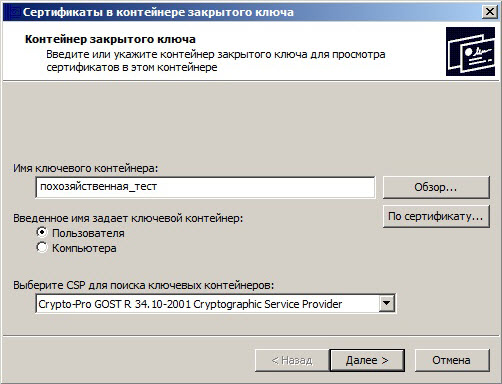 Сертификаты в контейнере закрытого ключа
Контейнер закрытого ключа
Введите или укажите контейнер закрытого ключа для просмотра
сертификатов в этом контейнере
Имя ключевого контейнера:
похозяйственная_тест
Обзор...
По сертификату...
Введенное имя задает ключевой контейнер:
Пользователя
Компьютера
Выберите CSP для поиска ключевых контейнеров:
Crypto-Pro GOST R 34.10-2001 Cryptographic Service Provider
< Назад
Далее >
Отмена